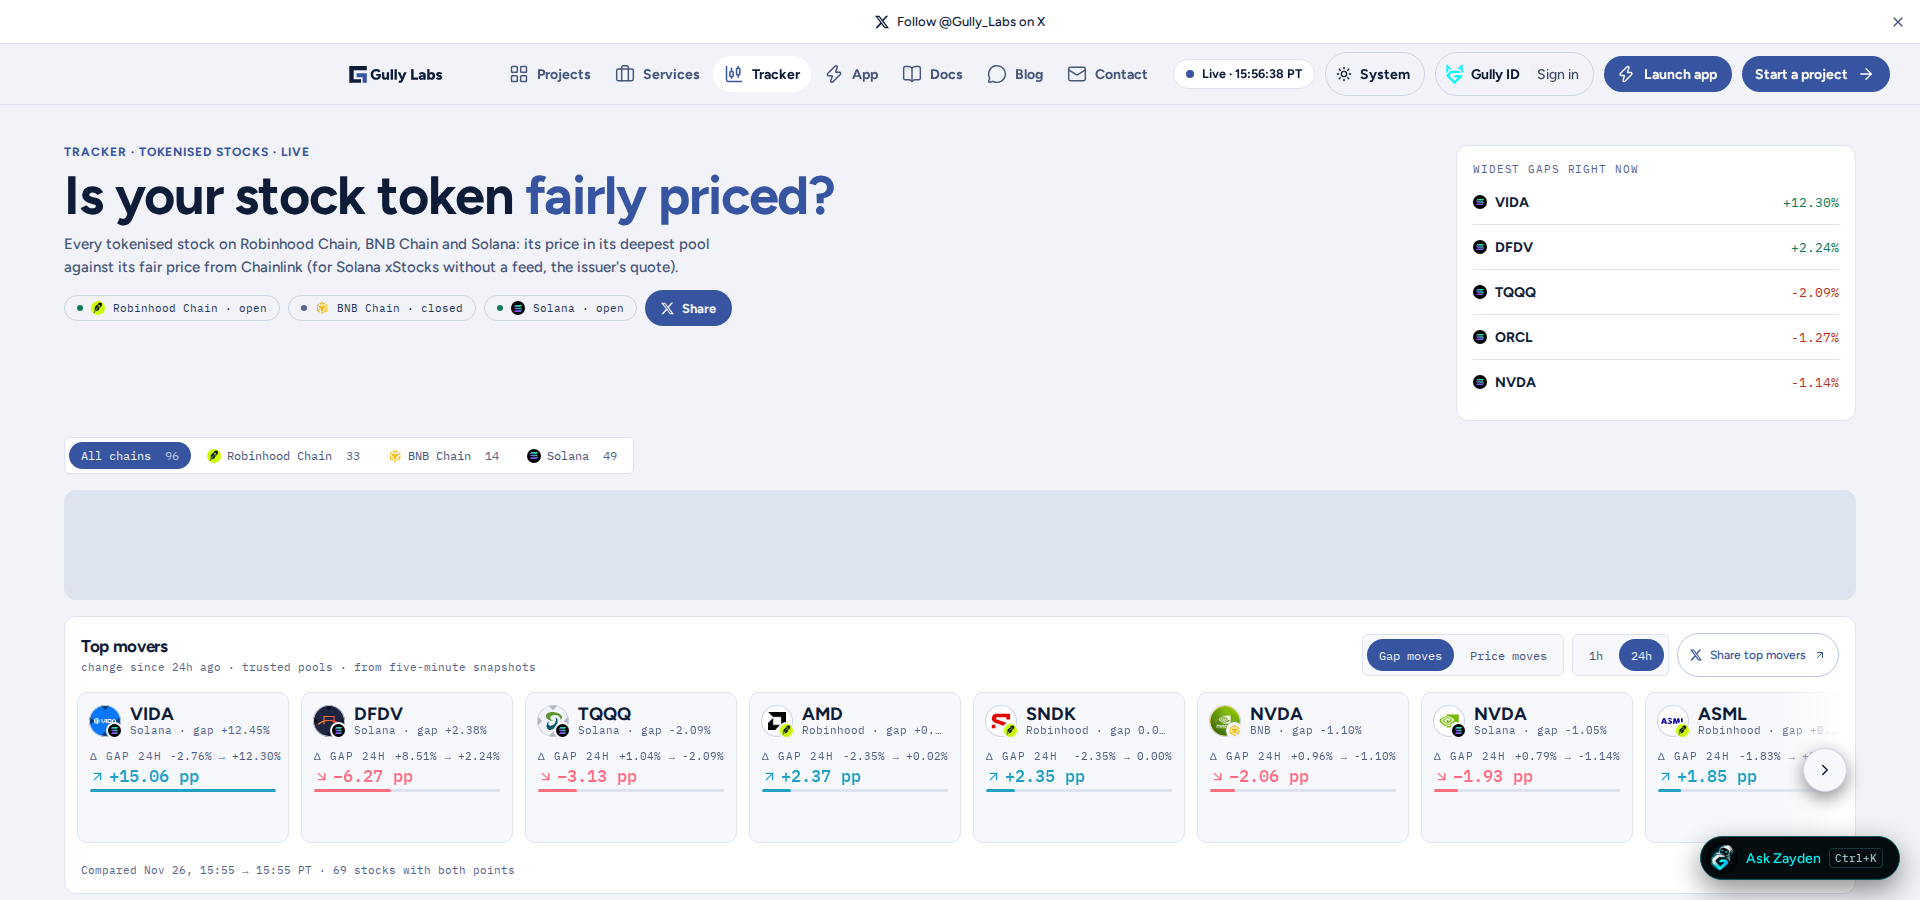 Follow @Gully_Labs on X
Gully Labs
Projects
Services
Tracker
App
Docs
Blog
Contact
Live · 15:56:38 PT
System
Gully ID Sign in
Launch app
Start a project
TRACKER · TOKENISED STOCKS · LIVE
Is your stock token fairly priced?
Every tokenised stock on Robinhood Chain, BNB Chain and Solana: its price in its deepest pool
against its fair price from Chainlink (for Solana xStocks without a feed, the issuer's quote).
Robinhood Chain · open
BNB Chain · closed
Solana · open
Share
WIDEST GAPS RIGHT NOW
VIDA +12.30%
DFDV +2.24%
TQQQ -2.09%
ORCL -1.27%
NVDA -1.14%
All chains 96
Robinhood Chain 33
BNB Chain 14
Solana 49
Top movers
change since 24h ago · trusted pools · from five-minute snapshots
Gap moves
Price moves
1h
24h
Share top movers
VIDA
Solana · gap +12.45%
Δ GAP 24H -2.76% → +12.30%
+15.06 pp
DFDV
Solana · gap +2.38%
Δ GAP 24H +8.51% → +2.24%
−6.27 pp
TQQQ
Solana · gap -2.09%
Δ GAP 24H +1.04% → -2.09%
−3.13 pp
AMD
Robinhood · gap +0.…
Δ GAP 24H -2.35% → +0.02%
+2.37 pp
SNDK
Robinhood · gap 0.0…
Δ GAP 24H -2.35% → 0.00%
+2.35 pp
NVDA
BNB · gap -1.10%
Δ GAP 24H +0.96% → -1.10%
−2.06 pp
NVDA
Solana · gap -1.05%
Δ GAP 24H +0.79% → -1.14%
−1.93 pp
ASML
Robinhood · gap +0.…
Δ GAP 24H -1.83% →
+1.85 pp
Compared Nov 26, 15:55 → 15:55 PT · 69 stocks with both points
Ask Zayden Ctrl+K